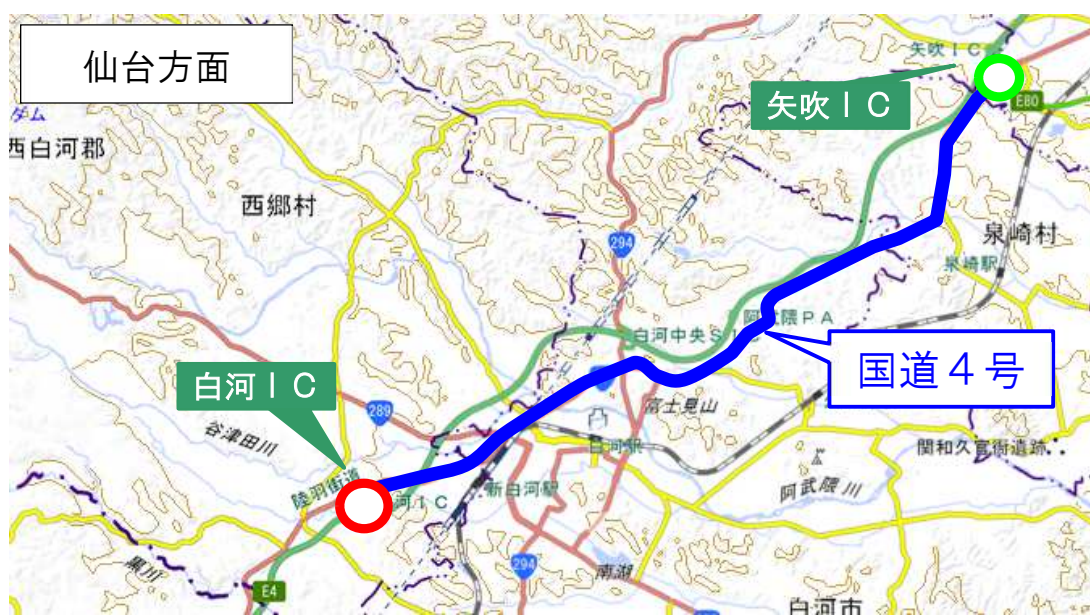 仙台方面
矢吹IC
矢吹IC
E80
ダム
西白河郡
西郷村
294
泉崎村
泉崎駅
阿武隈PA
白河中央S
国道4号
白河IC
289
谷津田川
富士見山
白河駅
関和久官衙遺跡
陸羽街道
河IC
新白河駅
阿武隈川
黒川
E4
294
南湖
白河市